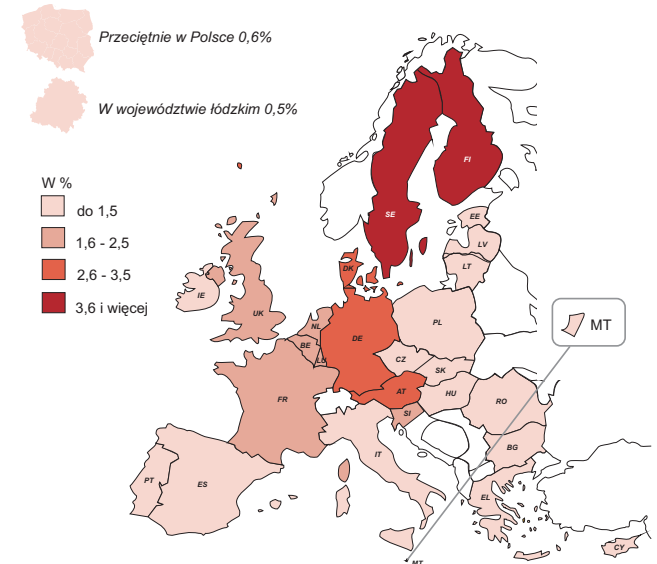 Przeciętnie w Polsce 0,6%
W województwie łódzkim 0,5%
W %
do 1,5
1,6 - 2,5
2,6 - 3,5
3,6 i więcej
FI
SE
EE
LV
LT
DK
IE
UK
NL
BE
LU
DE
PL
MT
CZ
SK
AT
HU
RO
FR
SI
IT
BG
PT
ES
EL
CY
MT